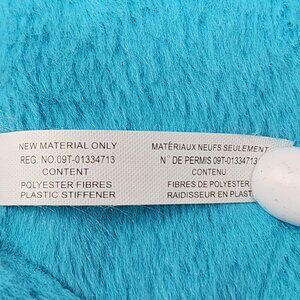 NEW MATERIAL ONLY
REG. NO.09T-01334713
CONTENT
POLYESTER FIBRES
PLASTIC STIFFENER
MATÉRIAUX NEUFS SEULEMENT
N° DE PERMIS 09T-01334713
CONTENU
FIBRES DE POLYESTER
RAIDISSEUR EN PLAST